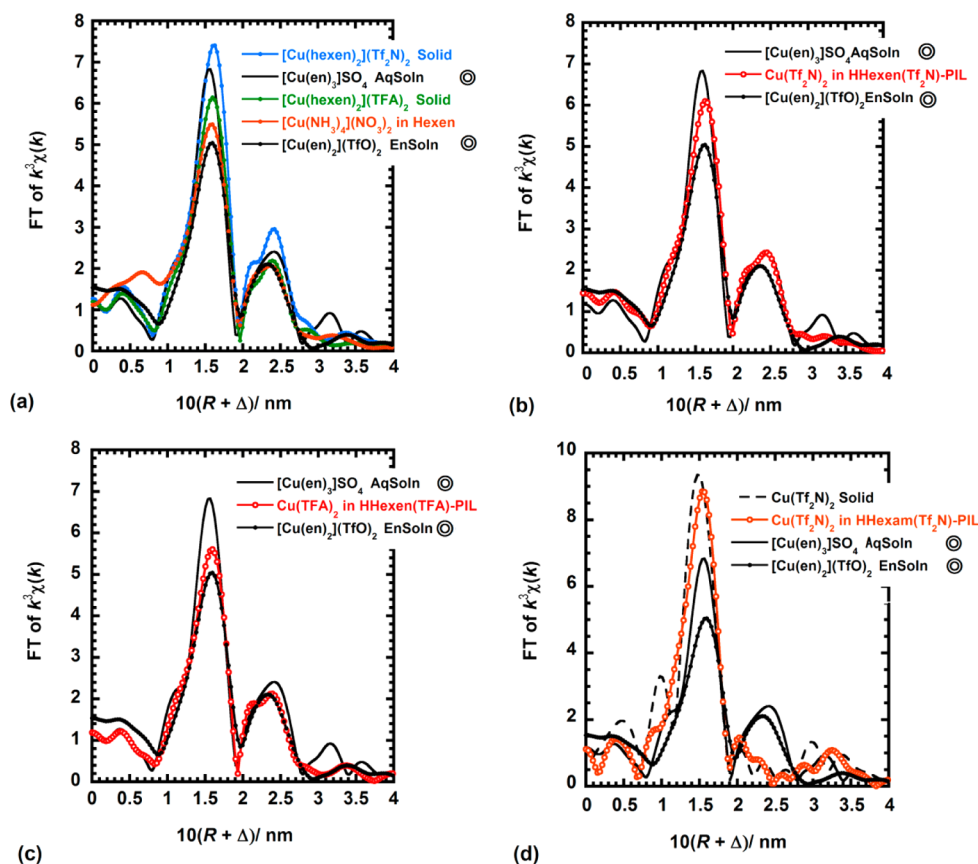 8
7
6
5
4
3
2
1
0
FT of k³χ(k)
[Cu(hexen)₂](Tf₂N)₂ Solid
[Cu(en)₃]SO₄ AqSoln
[Cu(hexen)₂](TFA)₂ Solid
[Cu(NH₃)₄](NO₃)₂ in Hexen
[Cu(en)₂](TfO)₂ EnSoln
0 0.5 1 1.5 2 2.5 3 3.5 4
10(R + Δ)/ nm
(a)
8
7
6
5
4
3
2
1
0
FT of k³χ(k)
[Cu(en)₃]SO₄AqSoln
Cu(Tf₂N)₂ in HHexen(Tf₂N)-PIL
[Cu(en)₂](TfO)₂EnSoln
0 0.5 1 1.5 2 2.5 3 3.5 4
10(R + Δ)/ nm
(b)
8
7
6
5
4
3
2
1
0
FT of k³χ(k)
[Cu(en)₃]SO₄ AqSoln
Cu(TFA)₂ in HHexen(TFA)-PIL
[Cu(en)₂](TfO)₂ EnSoln
0 0.5 1 1.5 2 2.5 3 3.5 4
10(R + Δ)/ nm
(c)
10
8
6
4
2
0
FT of k³χ(k)
Cu(Tf₂N)₂ Solid
Cu(Tf₂N)₂ in HHexam(Tf₂N)-PIL
[Cu(en)₃]SO₄ AqSoln
[Cu(en)₂](TfO)₂ EnSoln
0 0.5 1 1.5 2 2.5 3 3.5 4
10(R + Δ)/ nm
(d)